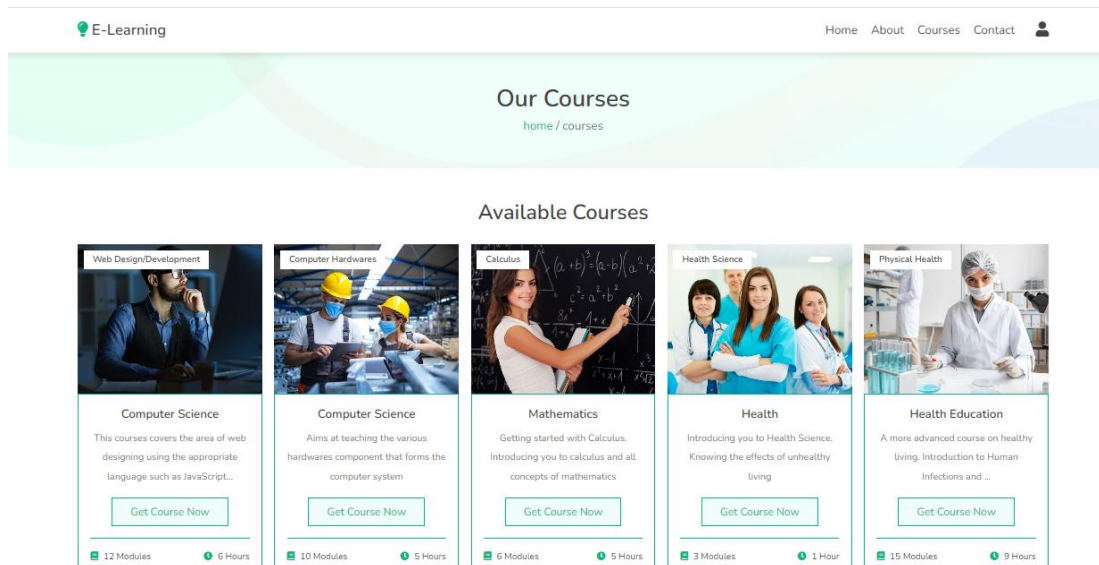 E-Learning
Home About Courses Contact
Our Courses
home / courses
Available Courses
Web Design/Development
Computer Science
This courses covers the area of web
designing using the appropriate
language such as JavaScript...
Get Course Now
12 Modules 6 Hours
Computer Hardwares
Computer Science
Aims at teaching the various
hardwares component that forms the
computer system
Get Course Now
10 Modules 5 Hours
Calculus
(a+b)³=(a-b)(a²+
c²=a²+b²
Mathematics
Getting started with Calculus.
Introducing you to calculus and all
concepts of mathematics
Get Course Now
6 Modules 5 Hours
Health Science
Health
Introducing you to Health Science.
Knowing the effects of unhealthy
living
Get Course Now
3 Modules 1 Hour
Physical Health
Health Education
A more advanced course on healthy
living. Introduction to Human
Infections and ...
Get Course Now
15 Modules 9 Hours